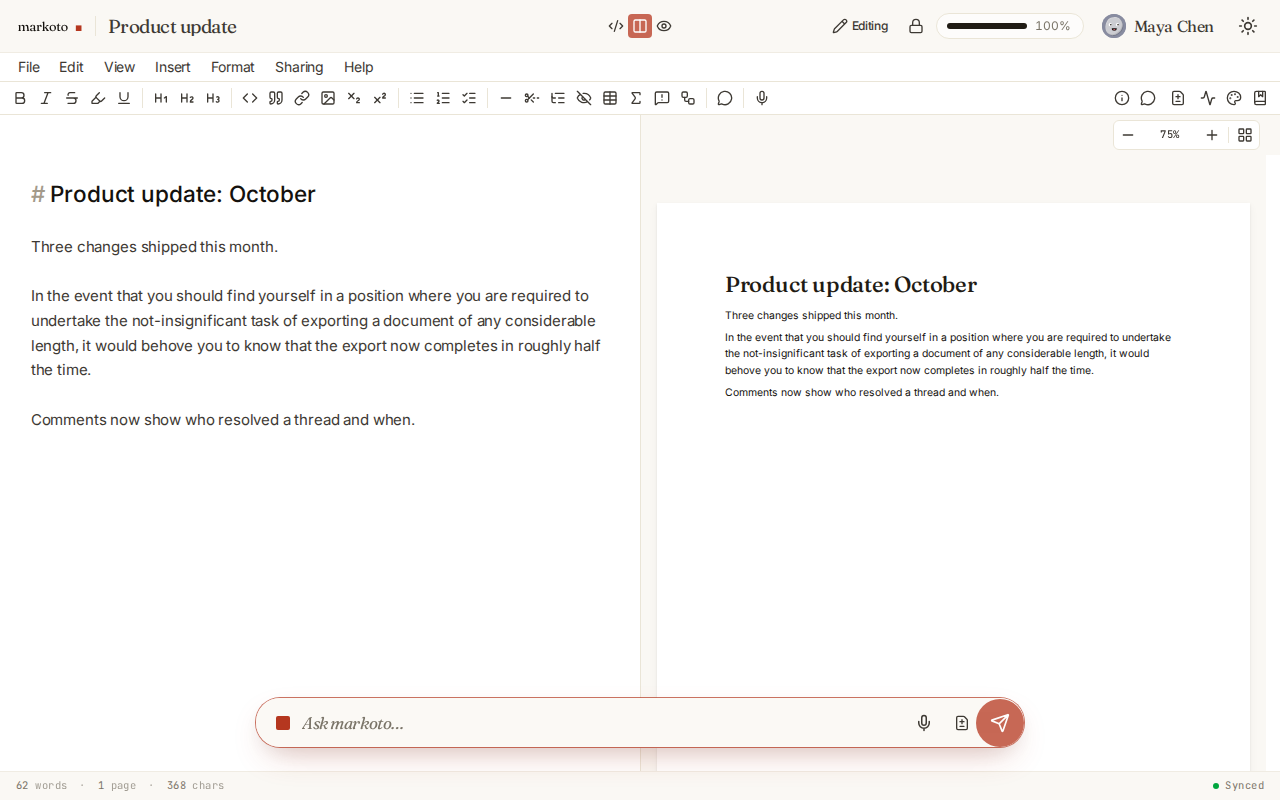 markoto
Product update
Editing
100%
Maya Chen
File Edit View Insert Format Sharing Help
H1 H2 H3
75%
# Product update: October
Three changes shipped this month.
In the event that you should find yourself in a position where you are required to
undertake the not-insignificant task of exporting a document of any considerable
length, it would behove you to know that the export now completes in roughly half
the time.
Comments now show who resolved a thread and when.
Product update: October
Three changes shipped this month.
In the event that you should find yourself in a position where you are required to undertake
the not-insignificant task of exporting a document of any considerable length, it would
behove you to know that the export now completes in roughly half the time.
Comments now show who resolved a thread and when.
Ask markoto...
62 words · 1 page · 368 chars
Synced